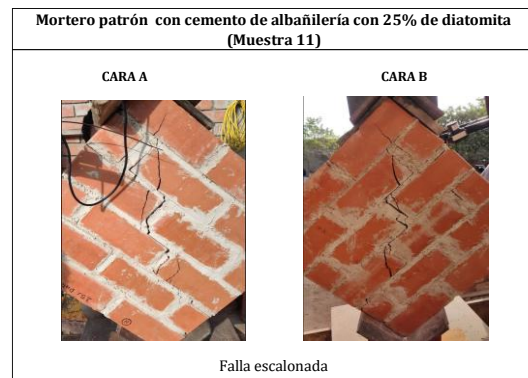 Mortero patrón con cemento de albañilería con 25% de diatomita
(Muestra 11)
CARA A
CARA B
Falla escalonada